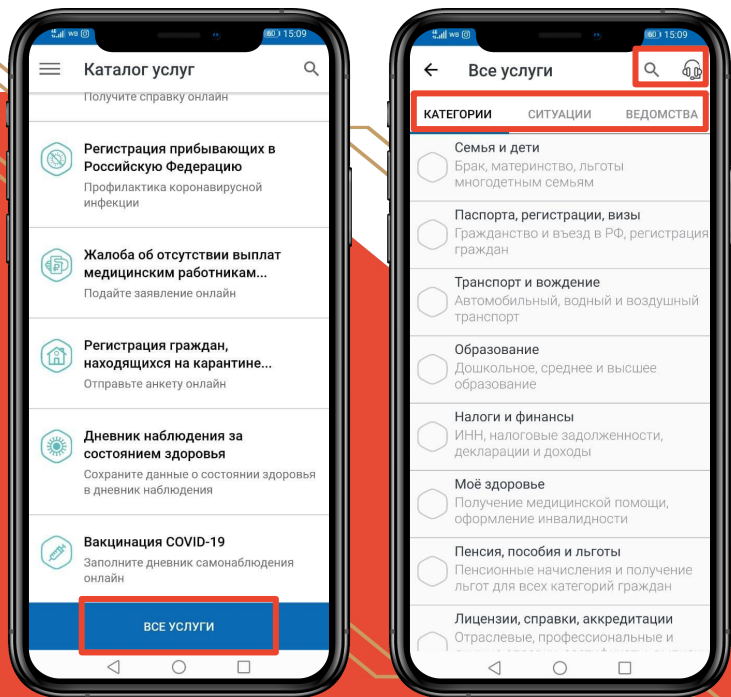 60 15:09
Каталог услуг
Получите справку онлайн
Регистрация прибывающих в
Российскую Федерацию
Профилактика коронавирусной
инфекции
Жалоба об отсутствии выплат
медицинским работникам...
Подайте заявление онлайн
Регистрация граждан,
находящихся на карантине...
Отправьте анкету онлайн
Дневник наблюдения за
состоянием здоровья
Сохраните данные о состоянии здоровья
в дневник наблюдения
Вакцинация COVID-19
Заполните дневник самонаблюдения
онлайн
ВСЕ УСЛУГИ
60 15:09
Все услуги
КАТЕГОРИИ СИТУАЦИИ ВЕДОМСТВА
Семья и дети
Брак, материнство, льготы
многодетным семьям
Паспорта, регистрации, визы
Гражданство и въезд в РФ, регистрация
граждан
Транспорт и вождение
Автомобильный, водный и воздушный
транспорт
Образование
Дошкольное, среднее и высшее
образование
Налоги и финансы
ИНН, налоговые задолженности,
декларации и доходы
Моё здоровье
Получение медицинской помощи,
оформление инвалидности
Пенсия, пособия и льготы
Пенсионные начисления и получение
льгот для всех категорий граждан
Лицензии, справки, аккредитации
Отраслевые, профессиональные и